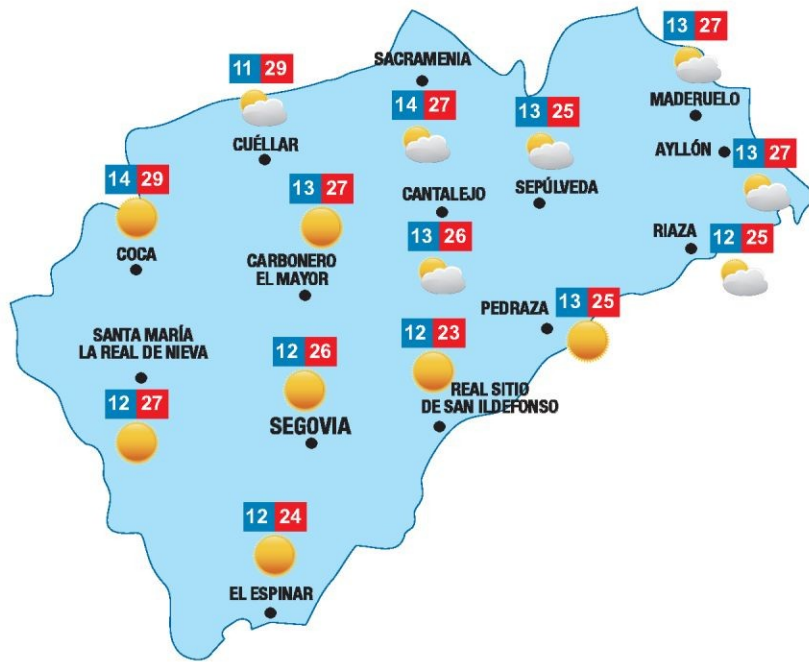 13 27
MADERUELO
SACRAMENIA
11 29
CUÉLLAR
14 27
13 25
SEPÚLVEDA
AYLLÓN
13 27
14 29
COCA
13 27
CARBONERO
EL MAYOR
CANTALEJO
13 26
RIAZA
12 25
PEDRAZA
13 25
SANTA MARÍA
LA REAL DE NIEVA
12 27
12 26
SEGOVIA
12 23
REAL SITIO
DE SAN ILDEFONSO
12 24
EL ESPINAR